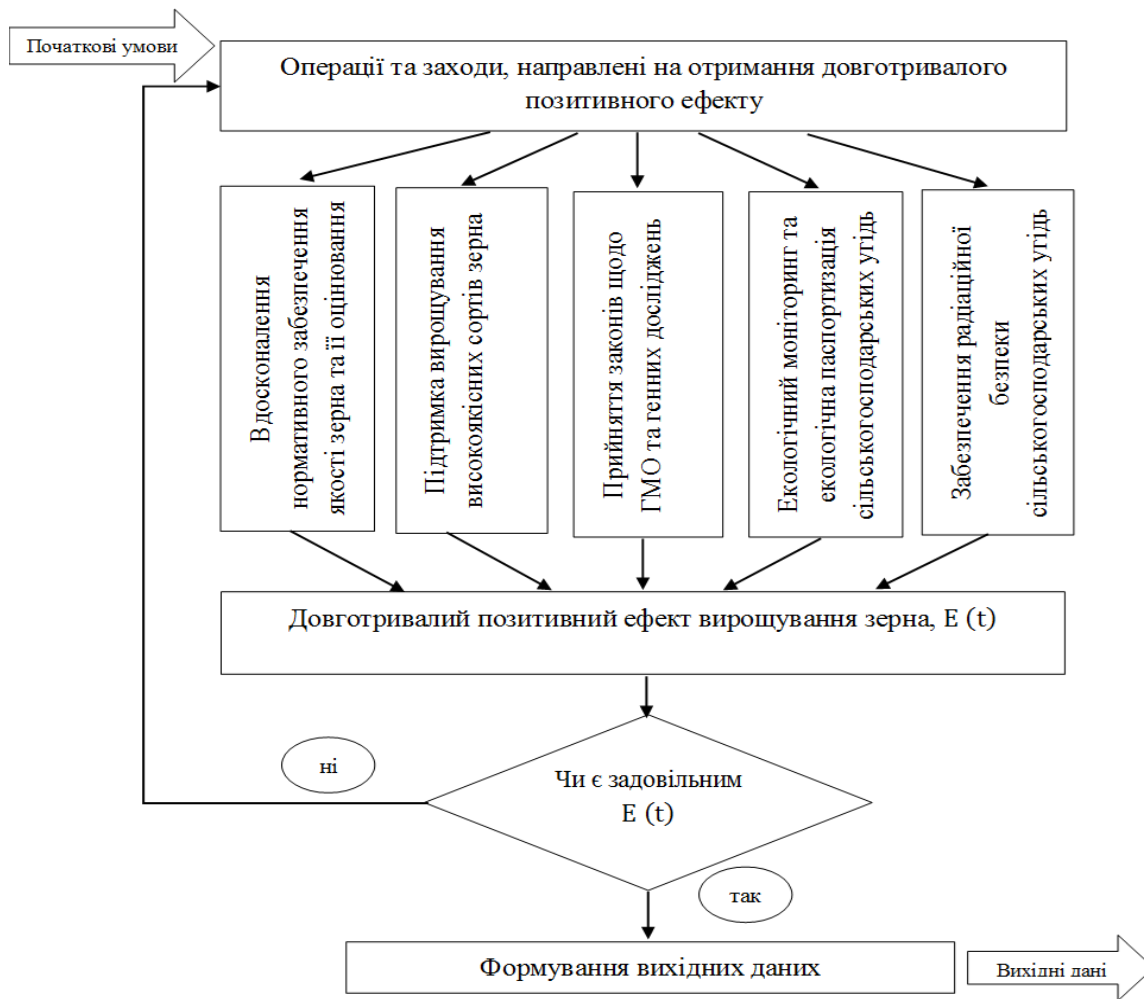 Початкові умови
Операції та заходи, направлені на отримання довготривалого
позитивного ефекту
Вдосконалення
нормативного забезпечення
якості зерна та її оцінювання
Підтримка вирощування
високоякісних сортів зерна
Прийняття законів щодо
ГМО та генних досліджень
Екологічний моніторинг та
екологічна паспортизація
сільськогосподарських угідь
Забезпечення радіаційної
безпеки
сільськогосподарських угідь
Довготривалий позитивний ефект вирощування зерна, E (t)
ні
Чи є задовільним
E (t)
так
Формування вихідних даних
Вихідні дані